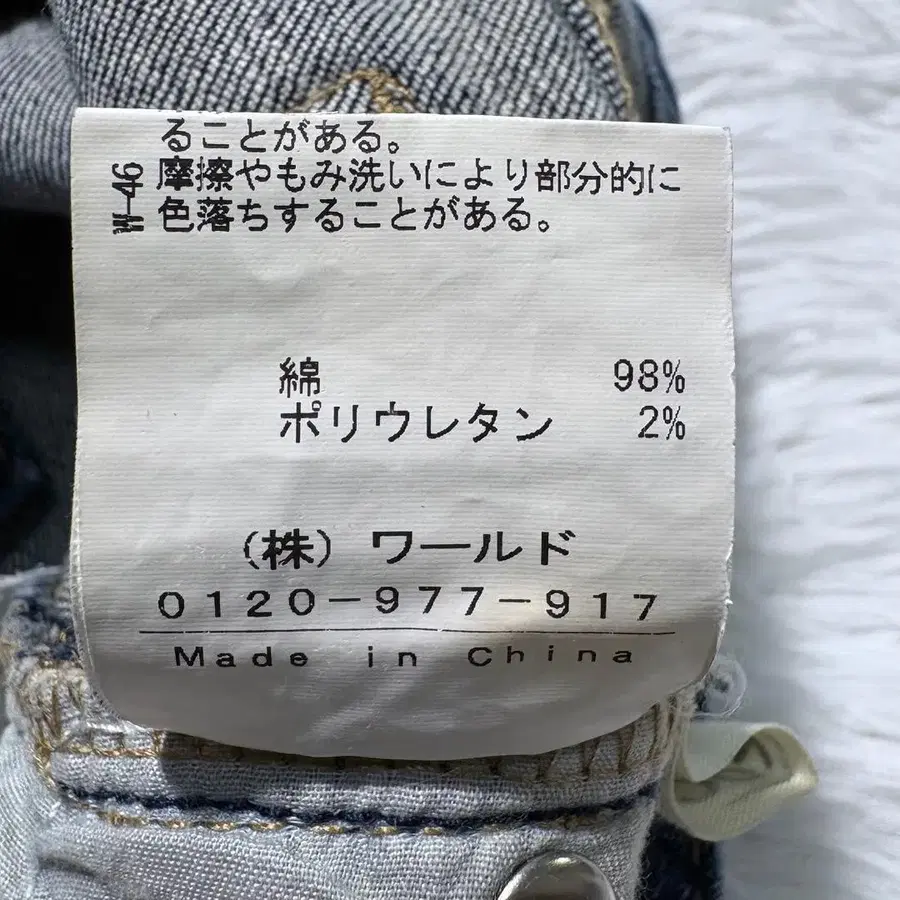 ることがある。
摩擦やもみ洗いにより部分的に
色落ちすることがある。
W-46
綿 98%
ポリウレタン 2%
(株) ワールド
0120-977-917
Made in China